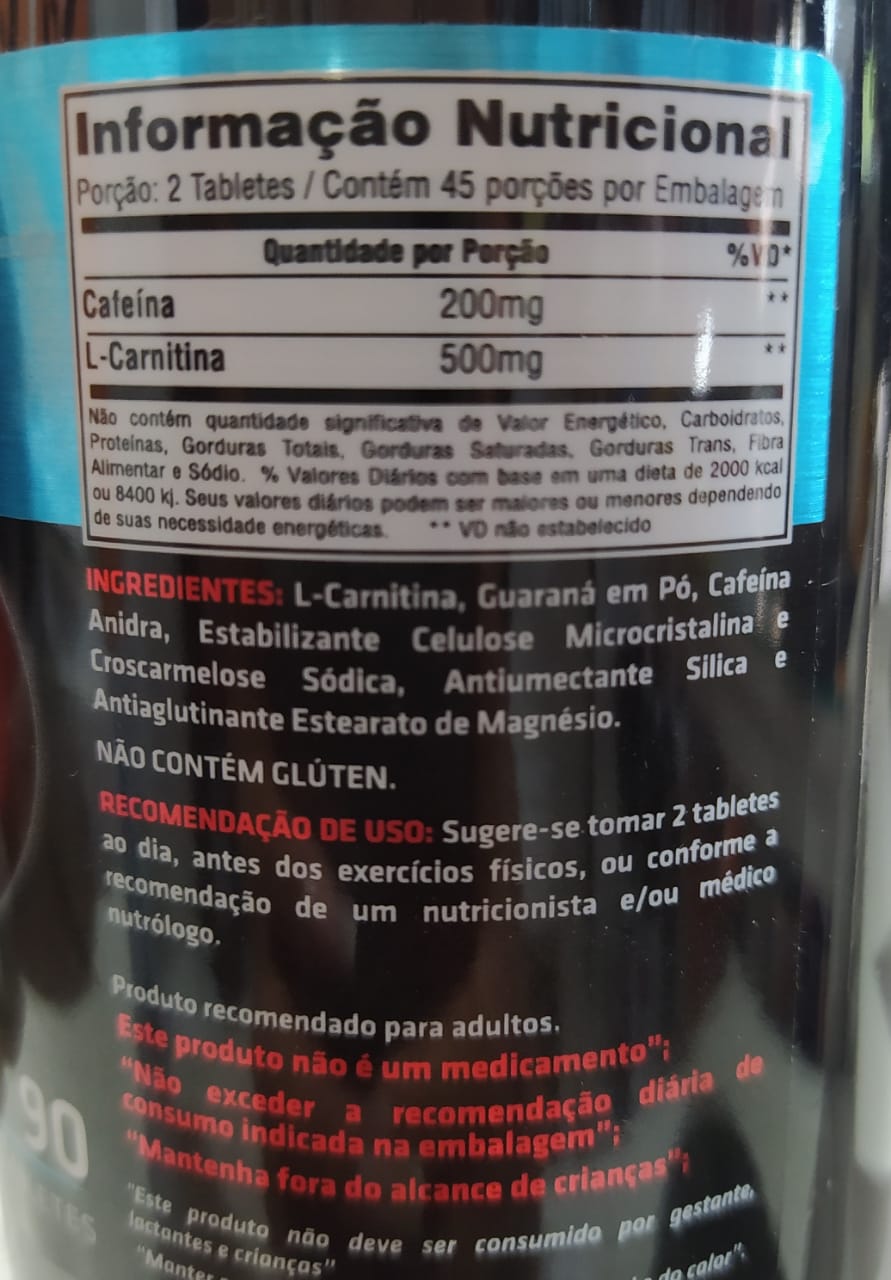 Informação Nutricional
Porção: 2 Tabletes / Contém 45 porções por Embalagem
Quantidade por Porção %VD*
Cafeína 200mg **
L-Carnitina 500mg **
Não contém quantidade significativa de Valor Energético, Carboidratos,
Proteínas, Gorduras Totais, Gorduras Saturadas, Gorduras Trans, Fibra
Alimentar e Sódio. % Valores Diários com base em uma dieta de 2000 kcal
ou 8400 kj. Seus valores diários podem ser maiores ou menores dependendo
de suas necessidade energéticas. ** VD não estabelecido
INGREDIENTES: L-Carnitina, Guaraná em Pó, Cafeína
Anidra, Estabilizante Celulose Microcristalina e
Croscarmelose Sódica, Antiumectante Silica e
Antiaglutinante Estearato de Magnésio.
NÃO CONTÉM GLÚTEN.
RECOMENDAÇÃO DE USO: Sugere-se tomar 2 tabletes
ao dia, antes dos exercícios físicos, ou conforme a
recomendação de um nutricionista e/ou médico
nutrólogo.
Produto recomendado para adultos.
Este produto não é um medicamento";
"Não exceder a recomendação diária de
consumo indicada na embalagem";
"Mantenha fora do alcance de crianças";
"Este produto não deve ser consumido por gestante,
lactantes e crianças"
"Manter do calor";
90